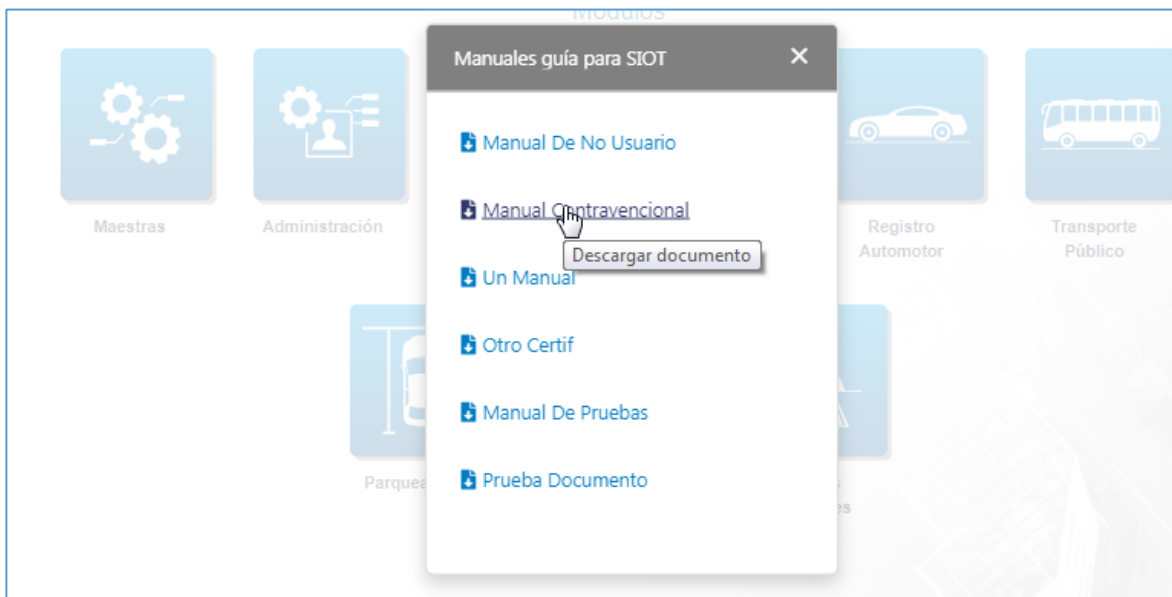 Módulos
Manuales guía para SIOT
Manual De No Usuario
Manual Contravencional
Descargar documento
Un Manual
Otro Certif
Manual De Pruebas
Prueba Documento
Maestras
Administración
Registro
Automotor
Transporte
Público